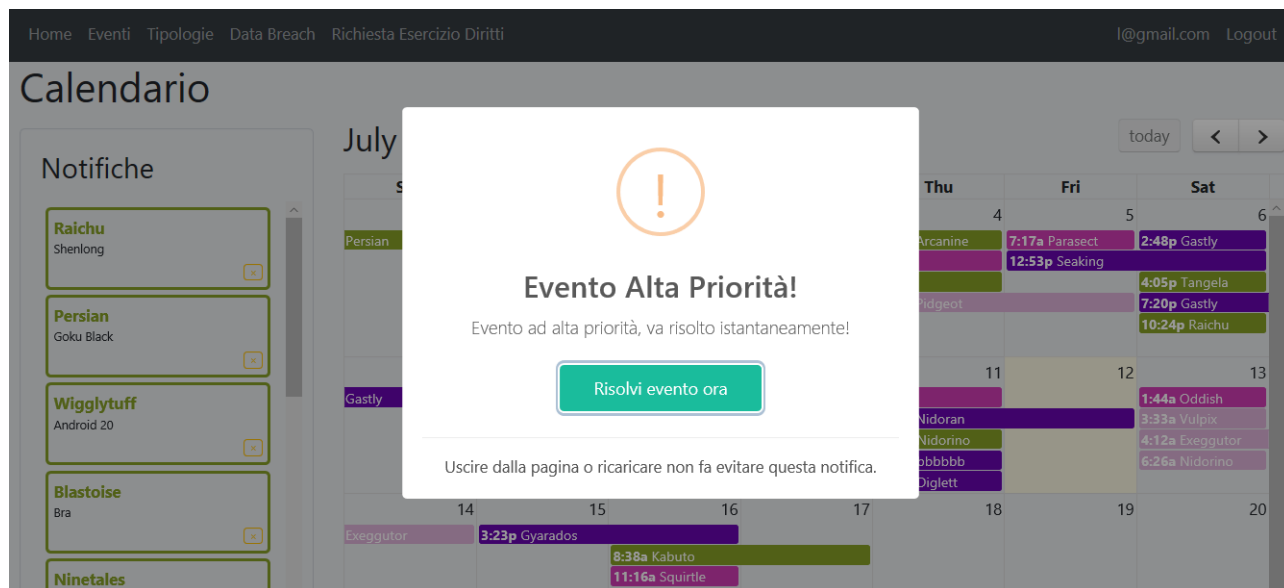 Home Eventi Tipologie Data Breach Richiesta Esercizio Diritti l@gmail.com Logout
Calendario
Notifiche
Raichu
Shenlong
Persian
Goku Black
Wigglytuff
Android 20
Blastoise
Bra
Ninetales
July
today
Thu Fri Sat
4 5 6
Persian Arcanine 7:17a Parasect 2:48p Gastly
12:53p Seaking
4:05p Tangela
Pidgeot 7:20p Gastly
10:24p Raichu
11 12 13
Gastly 1:44a Oddish
Nidoran 3:33a Vulpix
Nidorino 4:12a Exeggutor
bbbbb 6:26a Nidorino
Diglett
14 15 16 17 18 19 20
Exeggutor 3:23p Gyarados
8:38a Kabuto
11:16a Squirtle
!
Evento Alta Priorità!
Evento ad alta priorità, va risolto istantaneamente!
Risolvi evento ora
Uscire dalla pagina o ricaricare non fa evitare questa notifica.